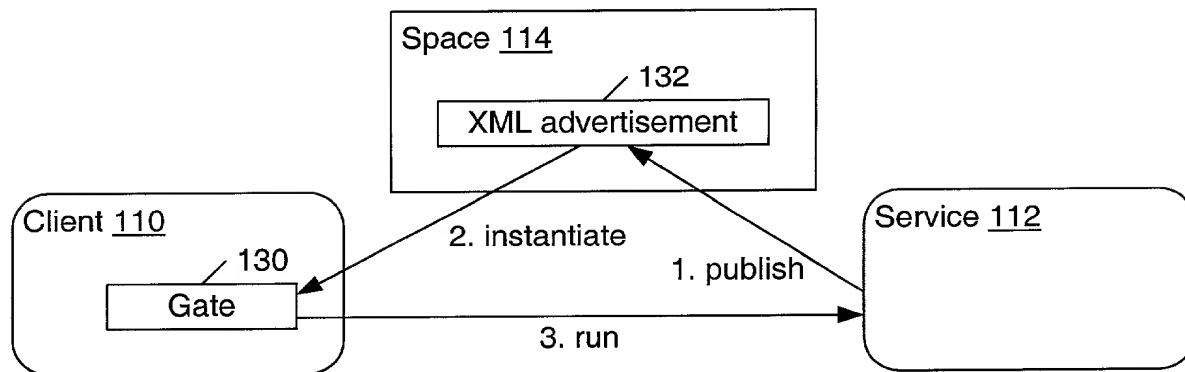 Space 114
132
XML advertisement
Client 110
2. instantiate
Service 112
130
1. publish
Gate
3. run